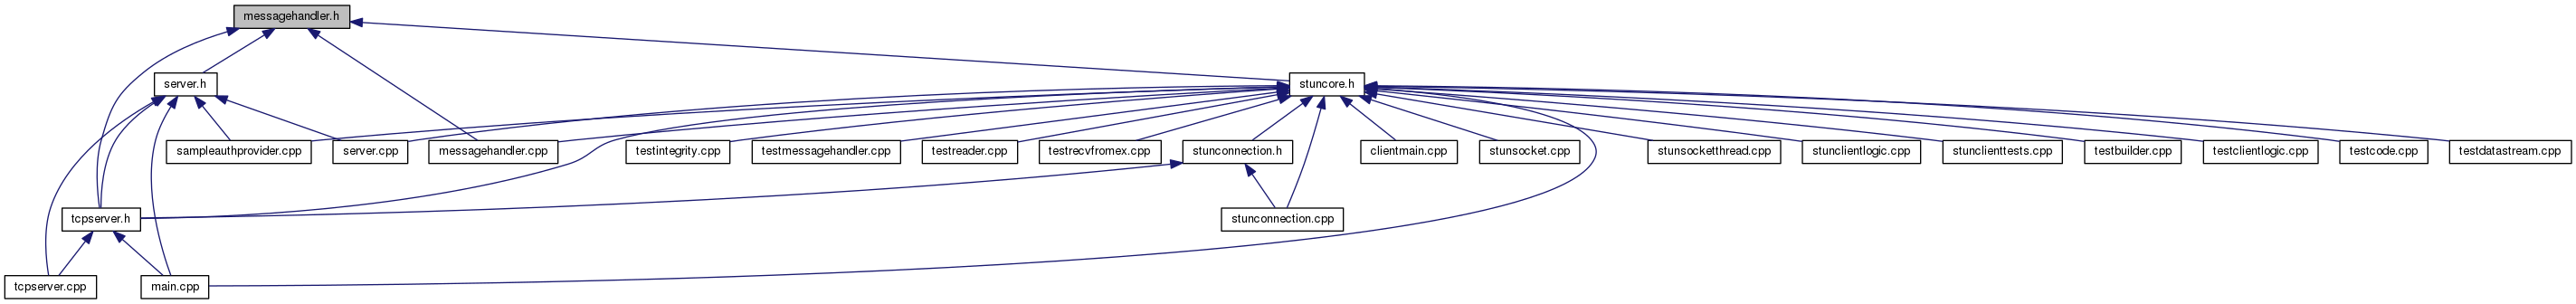 messagehandler.h
server.h
stuncore.h
sampleauthprovider.cpp
server.cpp
messagehandler.cpp
testintegrity.cpp
testmessagehandler.cpp
testreader.cpp
testrecvfromex.cpp
stunconnection.h
clientmain.cpp
stunsocket.cpp
stunsocketthread.cpp
stunclientlogic.cpp
stunclienttests.cpp
testbuilder.cpp
testclientlogic.cpp
testcode.cpp
testdatastream.cpp
tcpserver.h
stunconnection.cpp
tcpserver.cpp
main.cpp